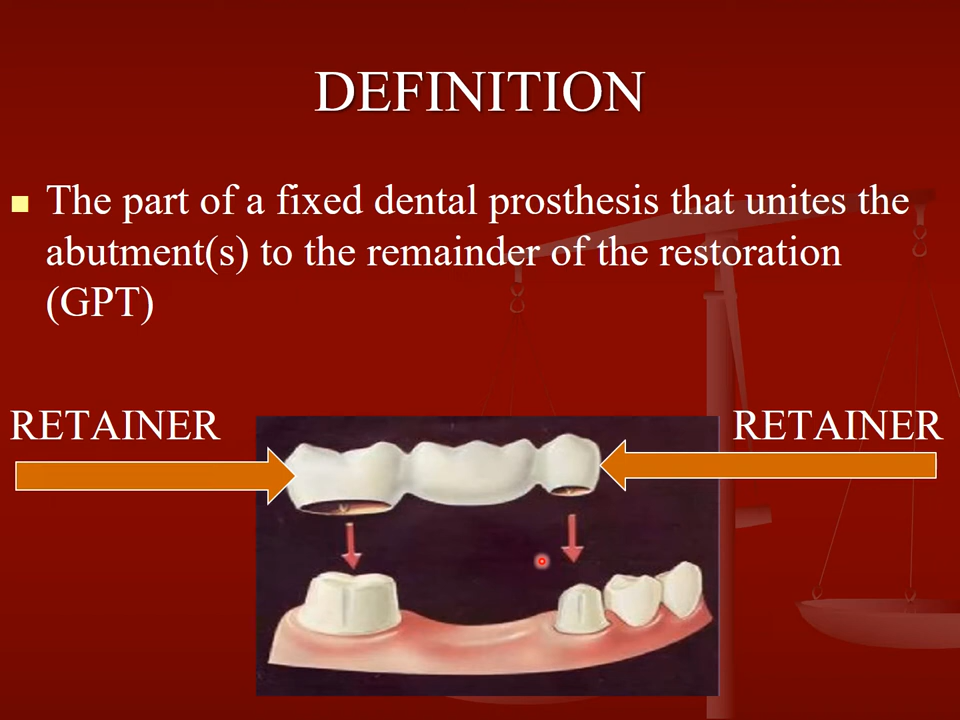 DEFINITION
The part of a fixed dental prosthesis that unites the
abutment(s) to the remainder of the restoration
(GPT)
RETAINER
RETAINER